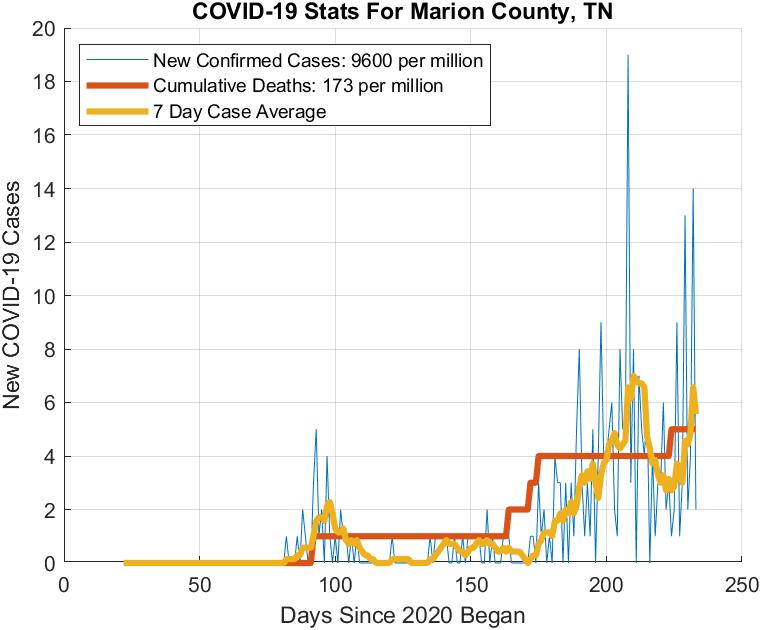 COVID-19 Stats For Marion County, TN
New Confirmed Cases: 9600 per million
Cumulative Deaths: 173 per million
7 Day Case Average
New COVID-19 Cases
20
18
16
14
12
10
8
6
4
2
0
0 50 100 150 200 250
Days Since 2020 Began